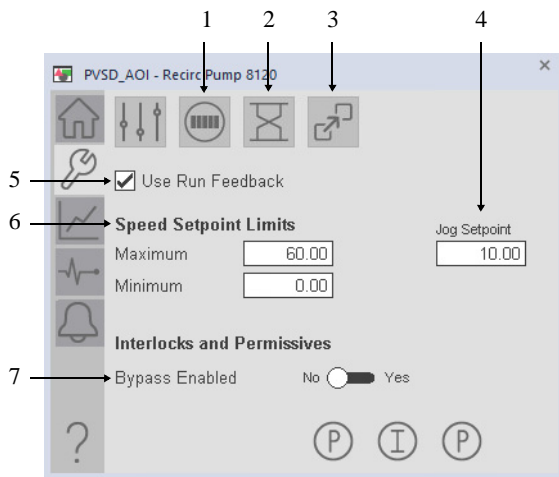 1 2 3 4
PVSD_AOI - Recirc Pump 8120
5 Use Run Feedback
6 Speed Setpoint Limits
Jog Setpoint
Maximum 60.00 10.00
Minimum 0.00
Interlocks and Permissives
7 Bypass Enabled No Yes
? P I P